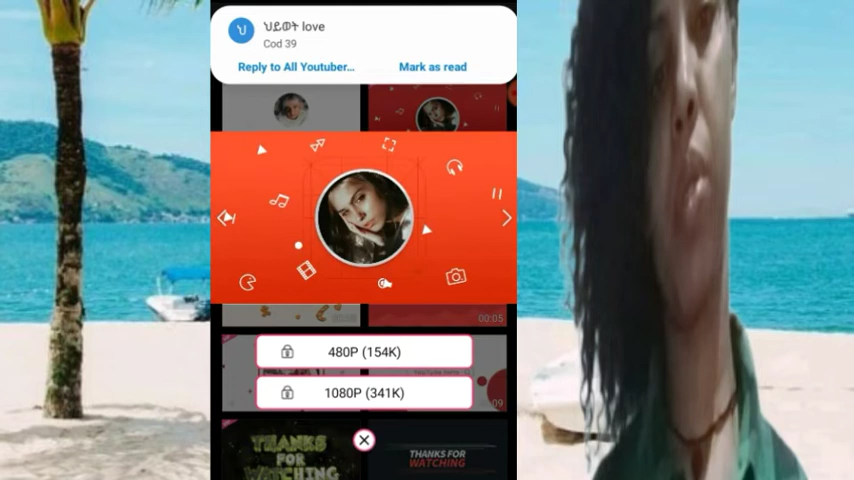 love
Cod 39
Reply to All Youtuber...
Mark as read
00:05
480P (154K)
1080P (341K)
09
THANKS
FOR
WATCHING
THANKS FOR
WATCHING